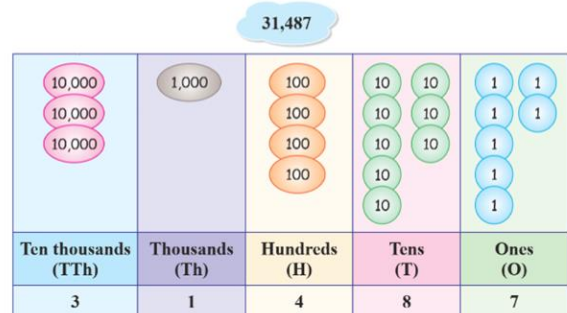 31,487
10,000 1,000 100 10 10 1 1
10,000 100 10 10 1 1
10,000 100 10 10 1
100 10 1
10 1
Ten thousands Thousands Hundreds Tens Ones
(TTh) (Th) (H) (T) (O)
3 1 4 8 7